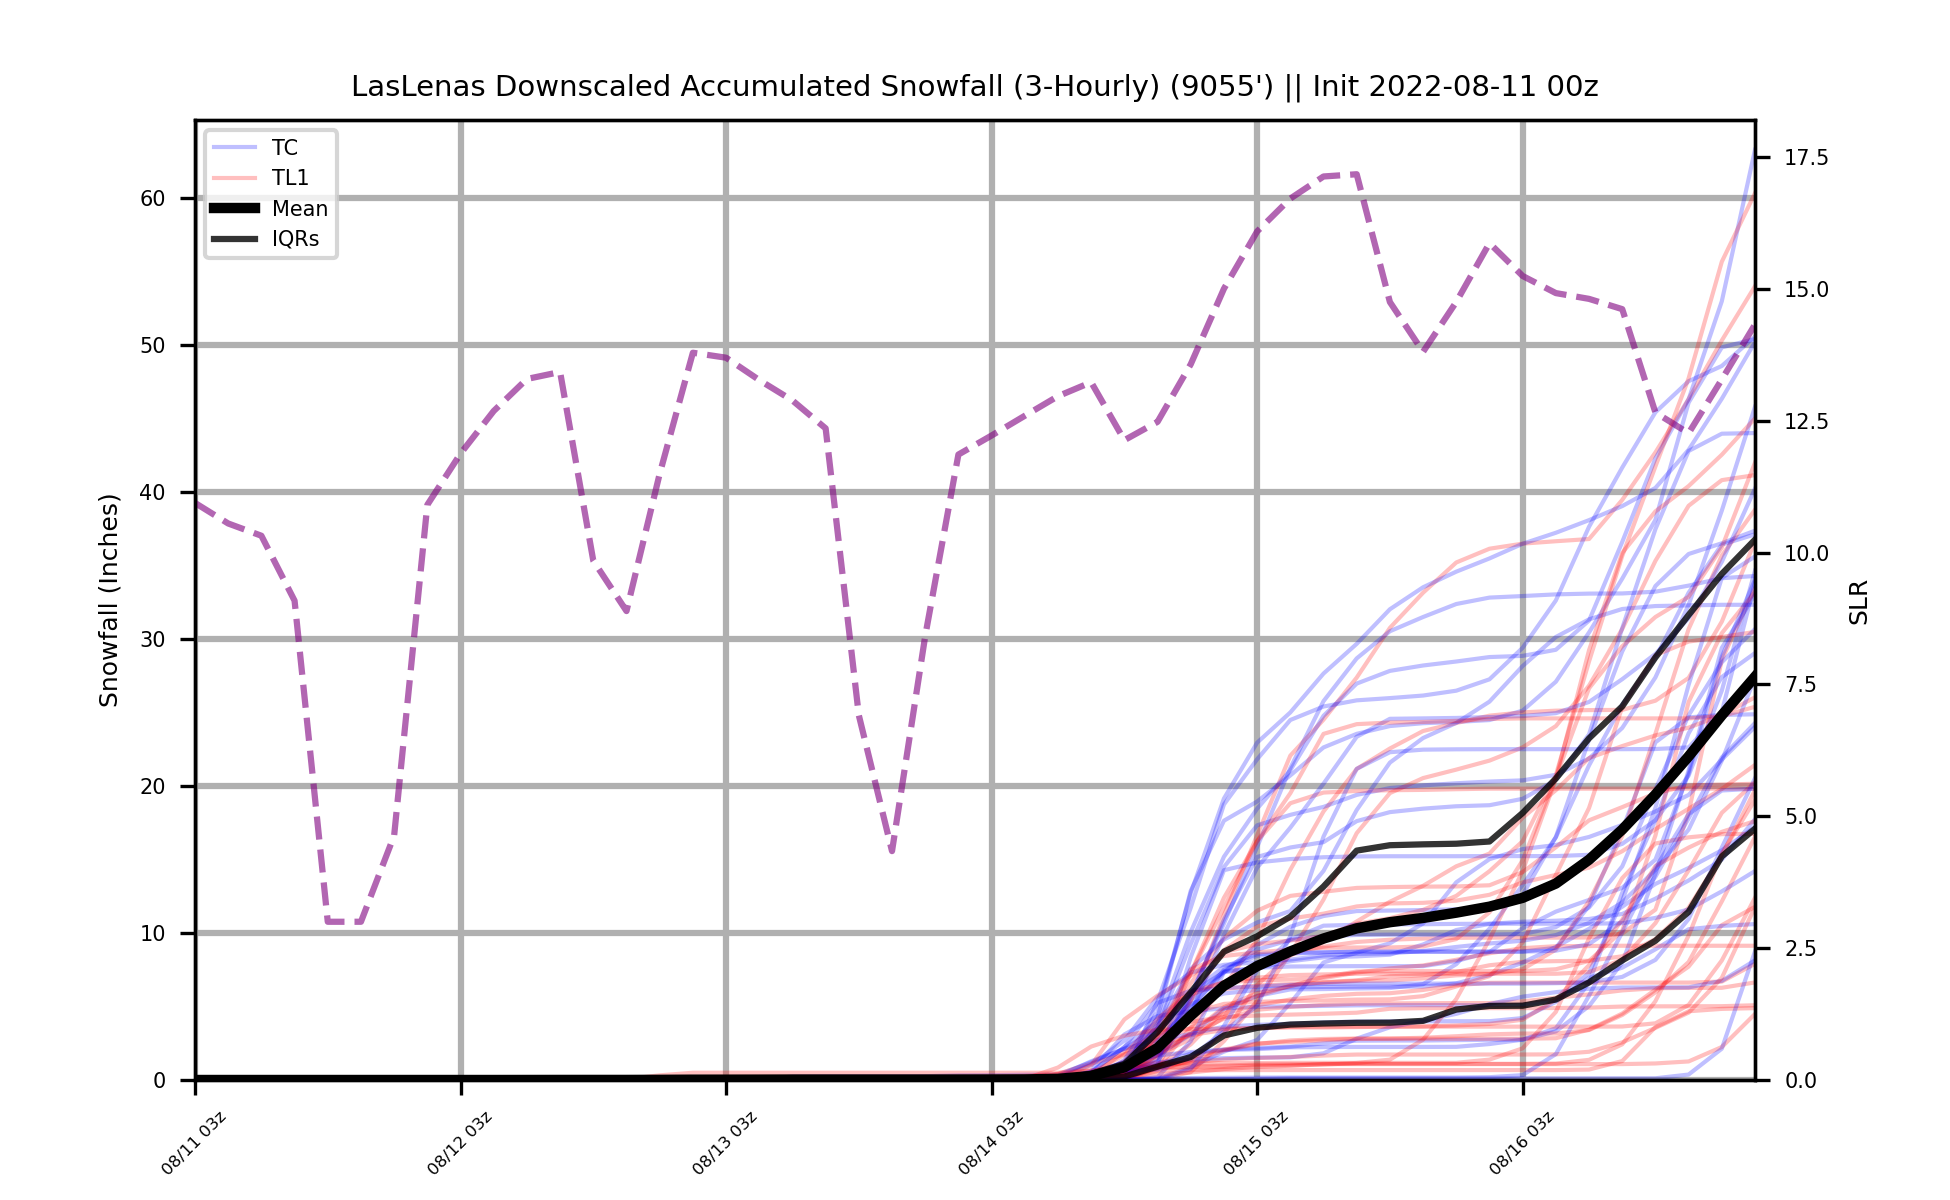 LasLenas Downscaled Accumulated Snowfall (3-Hourly) (9055') || Init 2022-08-11 00z
TC
TL1
Mean
IQRs
60
50
40
30
20
10
0
Snowfall (Inches)
17.5
15.0
12.5
10.0
7.5
5.0
2.5
0.0
SLR
08/11 03z
08/12 03z
08/13 03z
08/14 03z
08/15 03z
08/16 03z